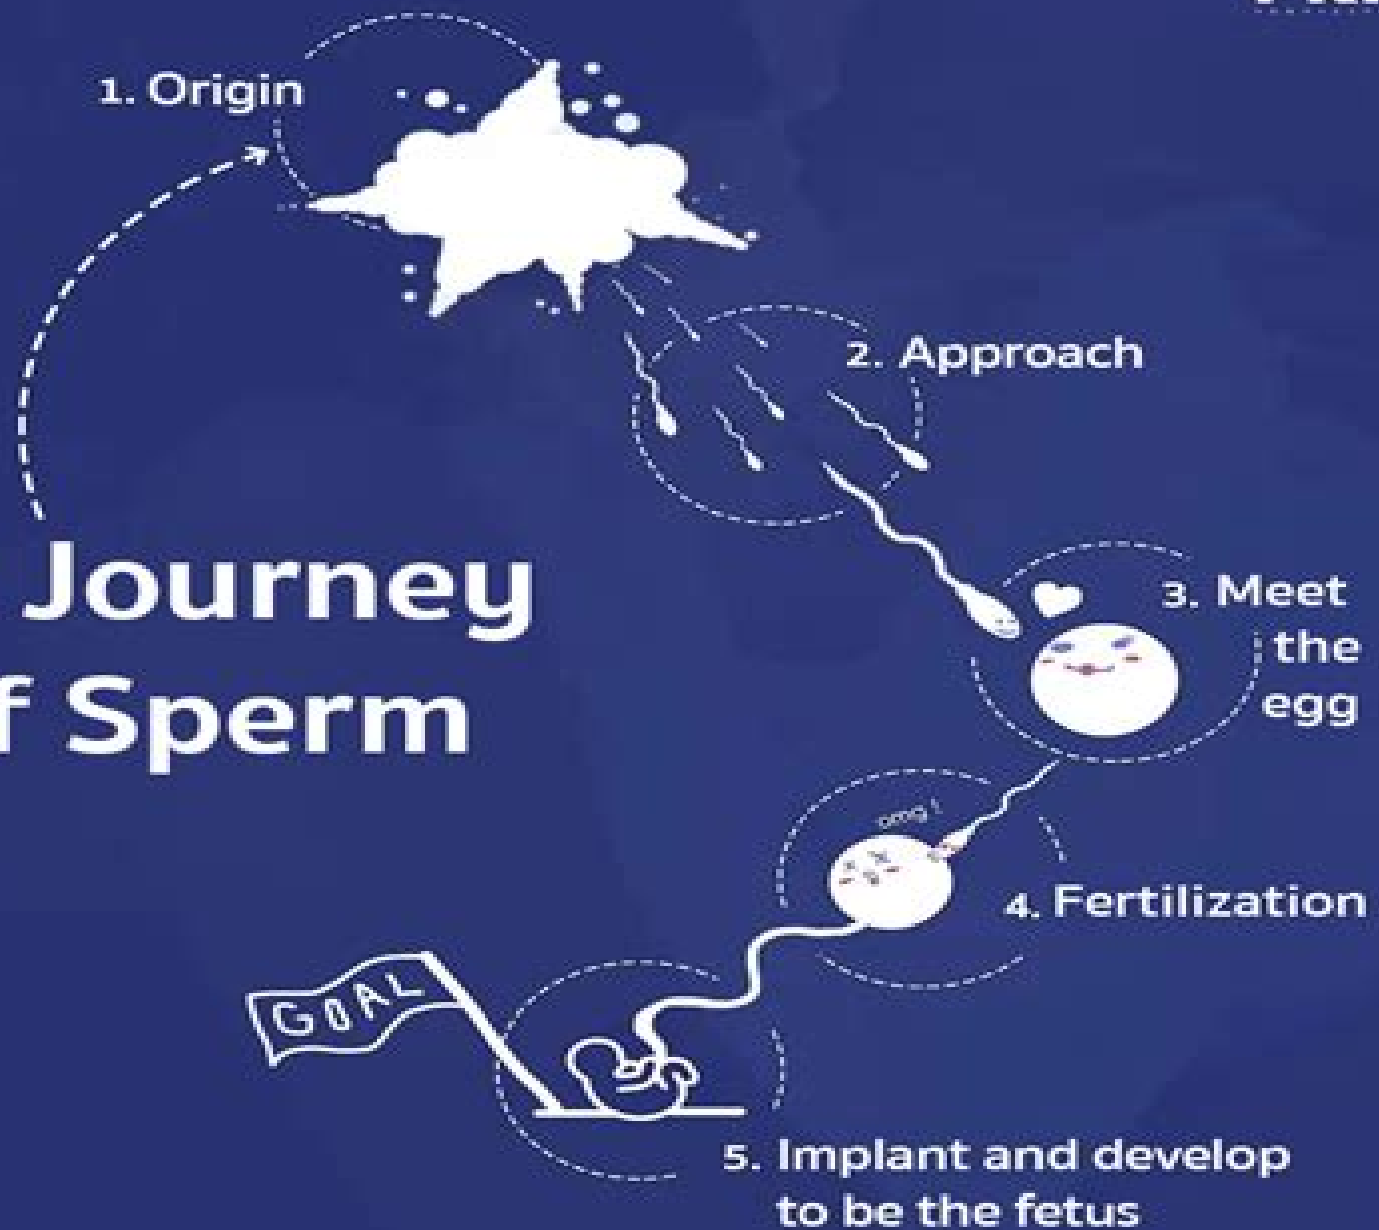 1. Origin
2. Approach
Journey
f Sperm
3. Meet
the
egg
omg !
4. Fertilization
GOAL
5. Implant and develop
to be the fetus